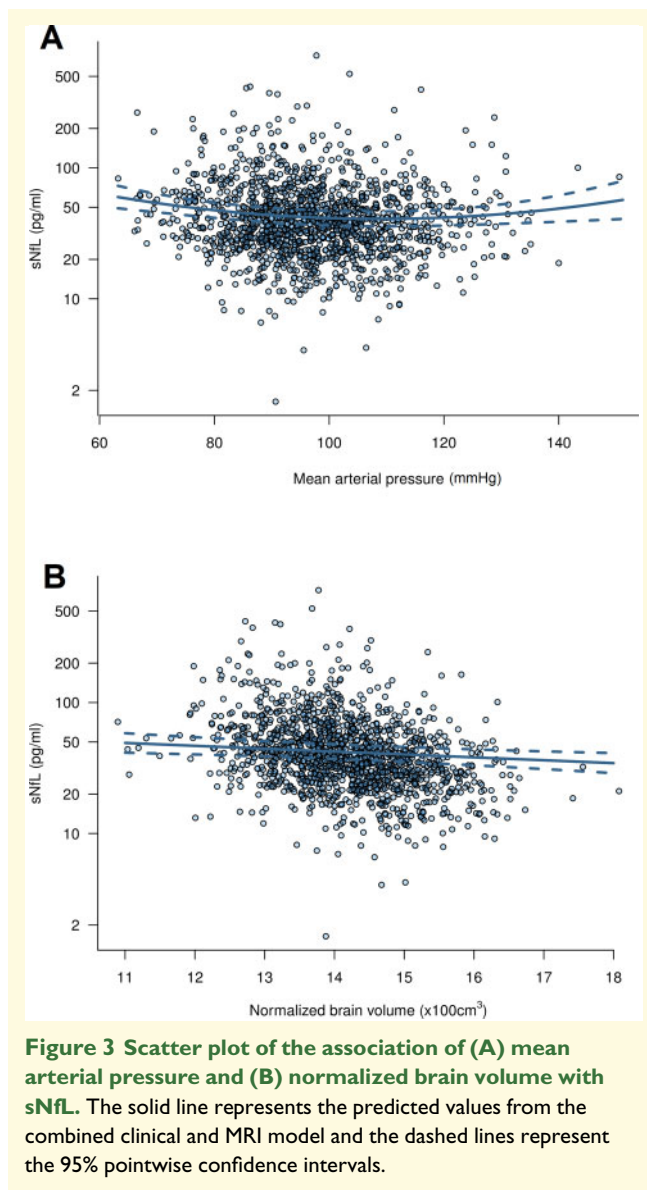 A
500
200
100
50
20
10
2
sNfL (pg/ml)
60 80 100 120 140
Mean arterial pressure (mmHg)
B
500
200
100
50
20
10
2
sNfL (pg/ml)
11 12 13 14 15 16 17 18
Normalized brain volume (x100cm³)
Figure 3 Scatter plot of the association of (A) mean
arterial pressure and (B) normalized brain volume with
sNfL. The solid line represents the predicted values from the
combined clinical and MRI model and the dashed lines represent
the 95% pointwise confidence intervals.